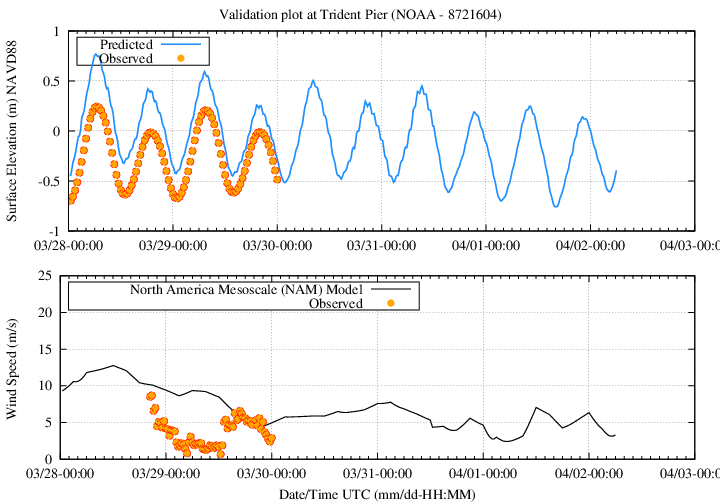 Validation plot at Trident Pier (NOAA - 8721604)
Surface Elevation (m) NAVD88
Predicted
Observed
1
0.5
0
-0.5
-1
03/28-00:00 03/29-00:00 03/30-00:00 03/31-00:00 04/01-00:00 04/02-00:00 04/03-0
Wind Speed (m/s)
North America Mesoscale (NAM) Model
Observed
25
20
15
10
5
0
03/28-00:00 03/29-00:00 03/30-00:00 03/31-00:00 04/01-00:00 04/02-00:00 04/03-0
Date/Time UTC (mm/dd-HH:MM)